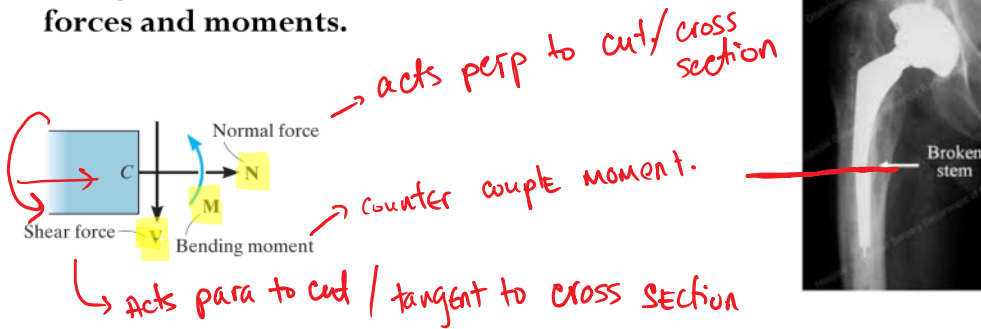 forces and moments.
acts perp to cut/cross
section
Normal force
C
N
M
counter couple moment.
Broken
stem
Shear force
V
Bending moment
Acts para to cut / tangent to cross section